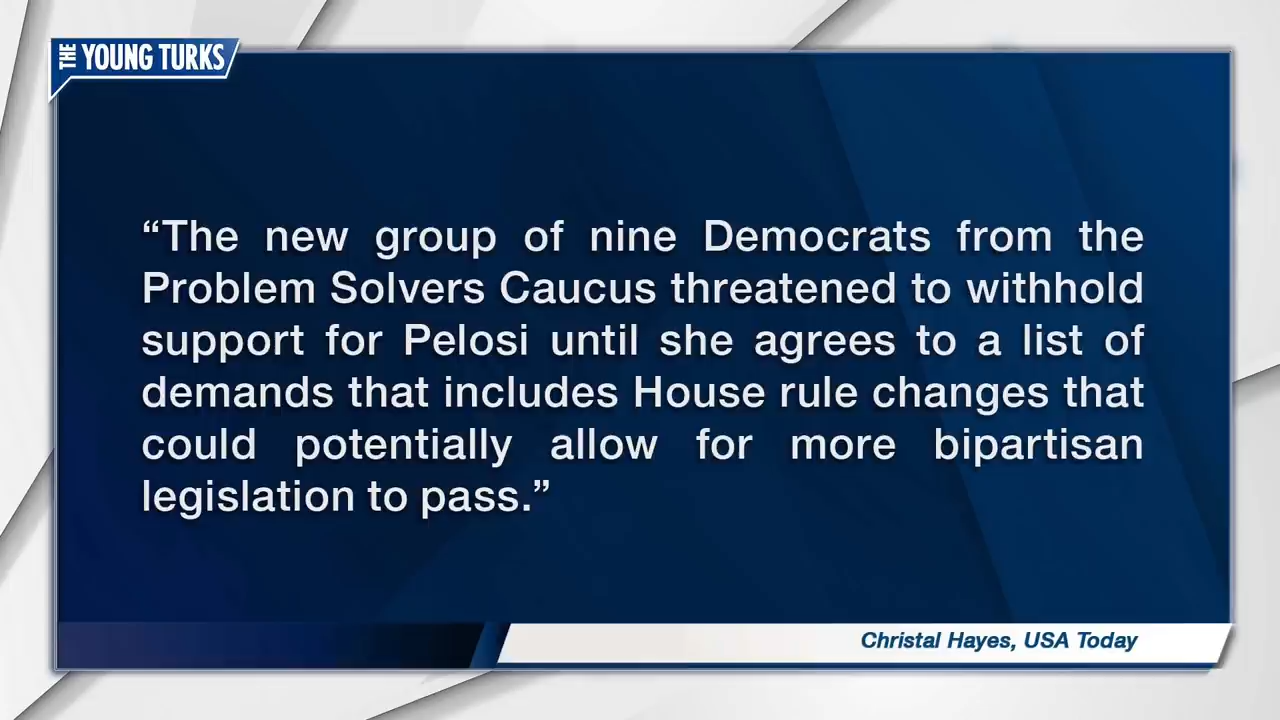 THE YOUNG TURKS
“The new group of nine Democrats from the
Problem Solvers Caucus threatened to withhold
support for Pelosi until she agrees to a list of
demands that includes House rule changes that
could potentially allow for more bipartisan
legislation to pass.”
Christal Hayes, USA Today